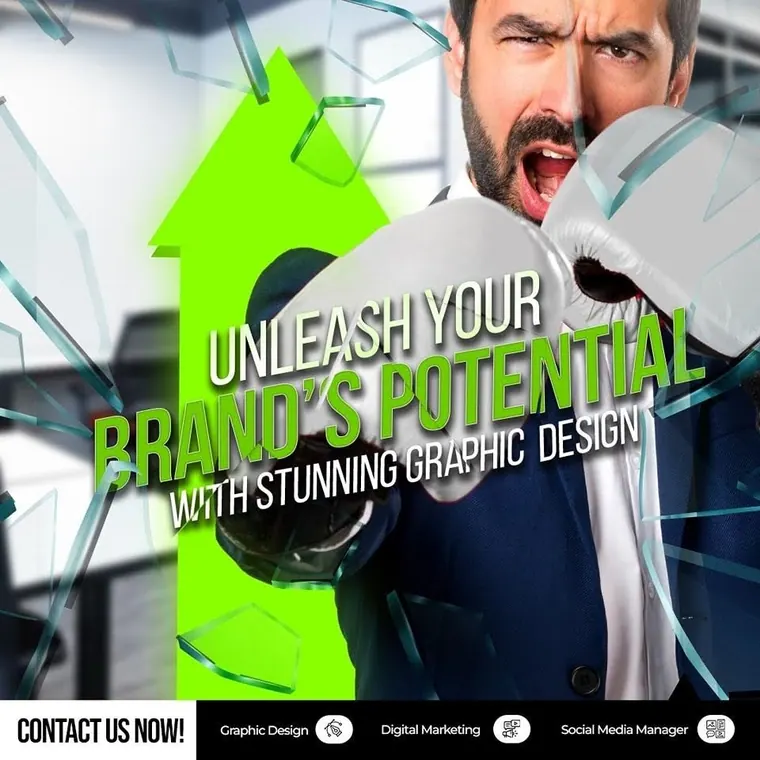 UNLEASH YOUR
BRAND"S POTENTIAL
WITH STUNNING GRAPHIC DESIGN
CONTACT US NOW!
Graphic Design
Digital Marketing
Social Media Manager